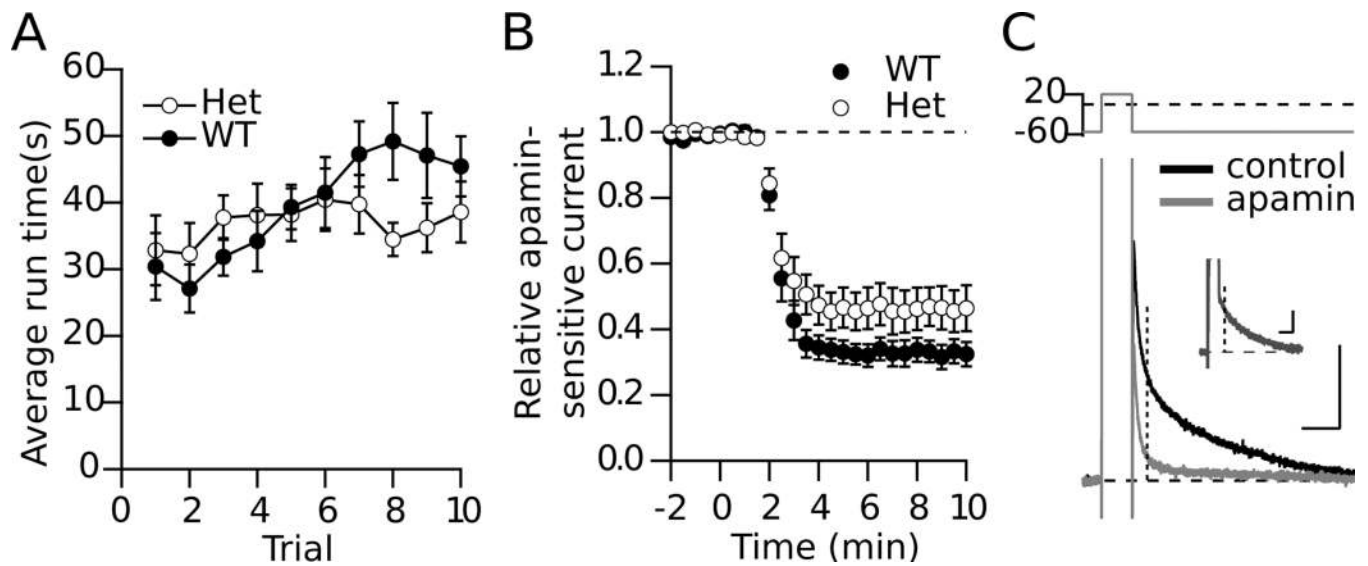 A
Average run time(s)
60
50
40
30
20
10
0
Het
WT
0 2 4 6 8 10
Trial
B
Relative apamin-
sensitive current
1.2
1.0
0.8
0.6
0.4
0.2
0.0
WT
Het
-2 0 2 4 6 8 10
Time (min)
C
20
-60
control
apamin